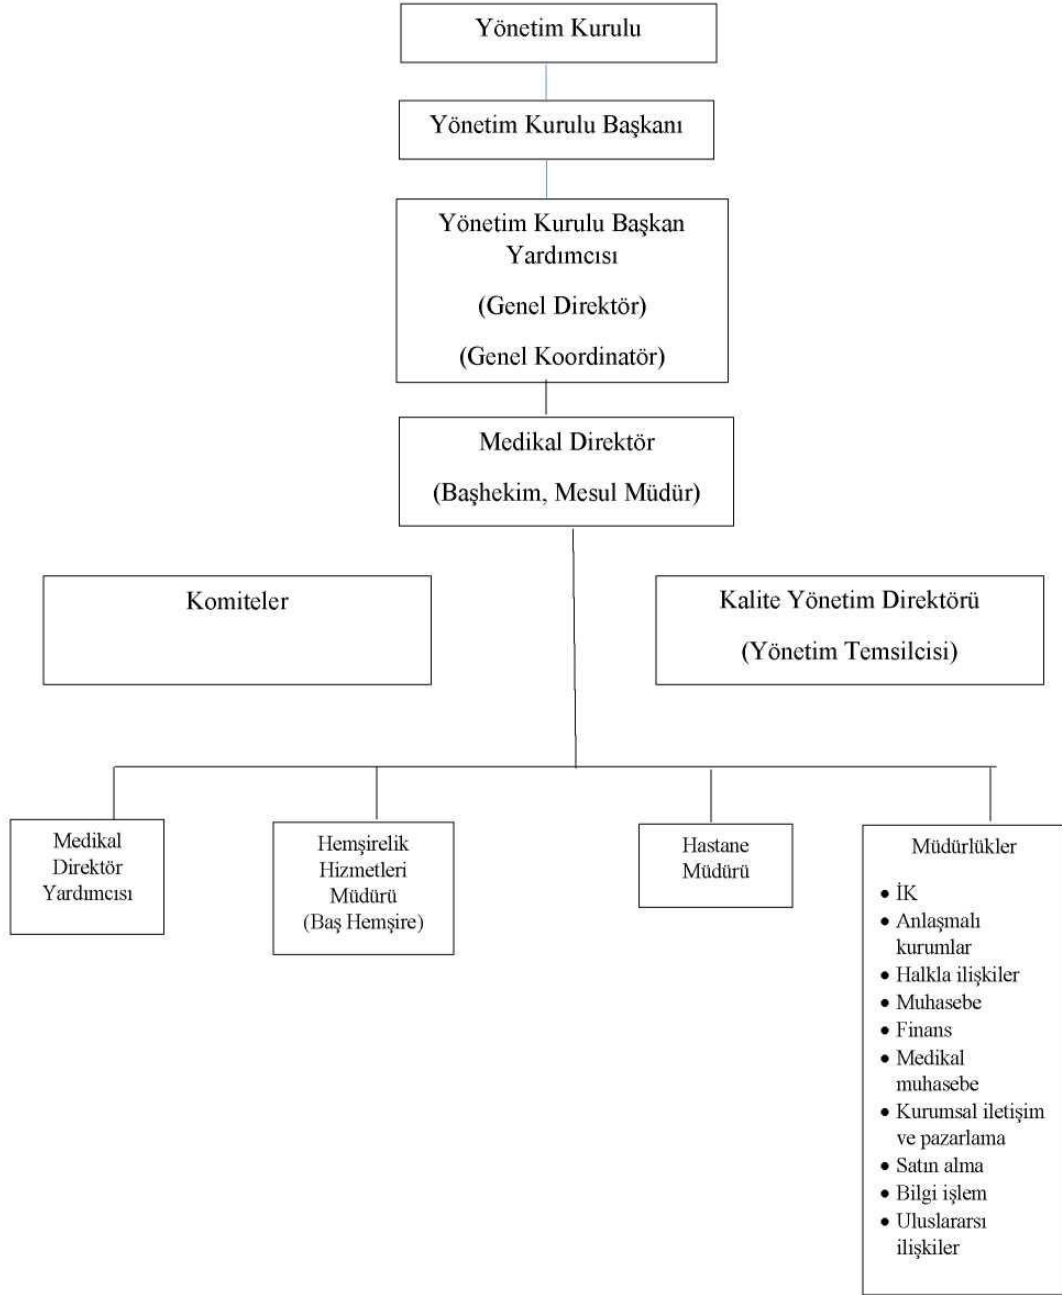 Yönetim Kurulu
Yönetim Kurulu Başkanı
Yönetim Kurulu Başkan
Yardımcısı
(Genel Direktör)
(Genel Koordinatör)
Medikal Direktör
(Başhekim, Mesul Müdür)
Komiteler
Kalite Yönetim Direktörü
(Yönetim Temsilcisi)
Medikal
Direktör
Yardımcısı
Hemşirelik
Hizmetleri
Müdürü
(Baş Hemşire)
Hastane
Müdürü
Müdürlükler
• İK
• Anlaşmalı
kurumlar
• Halkla ilişkiler
• Muhasebe
• Finans
• Medikal
muhasebe
• Kurumsal iletişim
ve pazarlama
• Satın alma
• Bilgi işlem
• Uluslararsı
ilişkiler